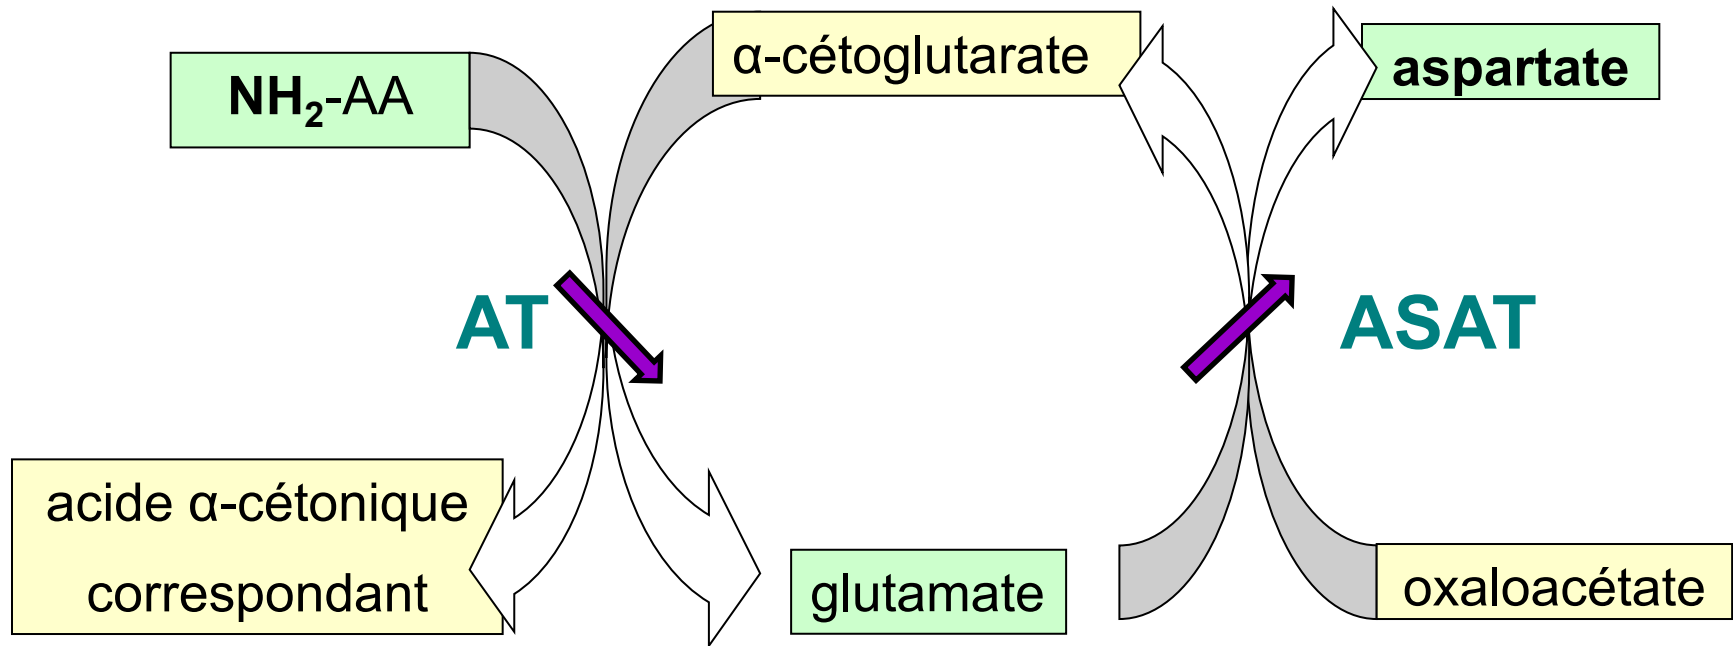 α-cétoglutarate
aspartate
NH₂-AA
AT
ASAT
acide α-cétonique
correspondant
glutamate
oxaloacétate